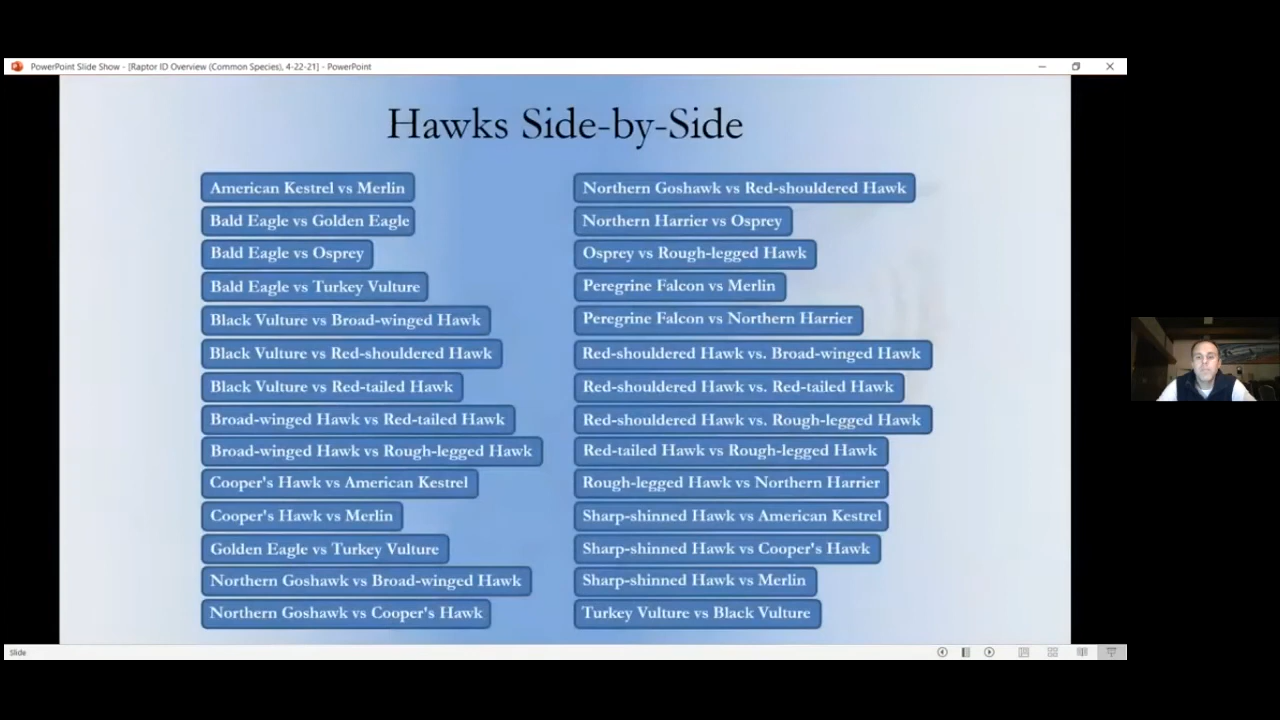 PowerPoint Slide Show - [Raptor ID Overview (Common Species), 4-22-21] - PowerPoint
Hawks Side-by-Side
American Kestrel vs Merlin
Bald Eagle vs Golden Eagle
Bald Eagle vs Osprey
Bald Eagle vs Turkey Vulture
Black Vulture vs Broad-winged Hawk
Black Vulture vs Red-shouldered Hawk
Black Vulture vs Red-tailed Hawk
Broad-winged Hawk vs Red-tailed Hawk
Broad-winged Hawk vs Rough-legged Hawk
Cooper's Hawk vs American Kestrel
Cooper's Hawk vs Merlin
Golden Eagle vs Turkey Vulture
Northern Goshawk vs Broad-winged Hawk
Northern Goshawk vs Cooper's Hawk
Northern Goshawk vs Red-shouldered Hawk
Northern Harrier vs Osprey
Osprey vs Rough-legged Hawk
Peregrine Falcon vs Merlin
Peregrine Falcon vs Northern Harrier
Red-shouldered Hawk vs. Broad-winged Hawk
Red-shouldered Hawk vs. Red-tailed Hawk
Red-shouldered Hawk vs. Rough-legged Hawk
Red-tailed Hawk vs Rough-legged Hawk
Rough-legged Hawk vs Northern Harrier
Sharp-shinned Hawk vs American Kestrel
Sharp-shinned Hawk vs Cooper's Hawk
Sharp-shinned Hawk vs Merlin
Turkey Vulture vs Black Vulture
Slide